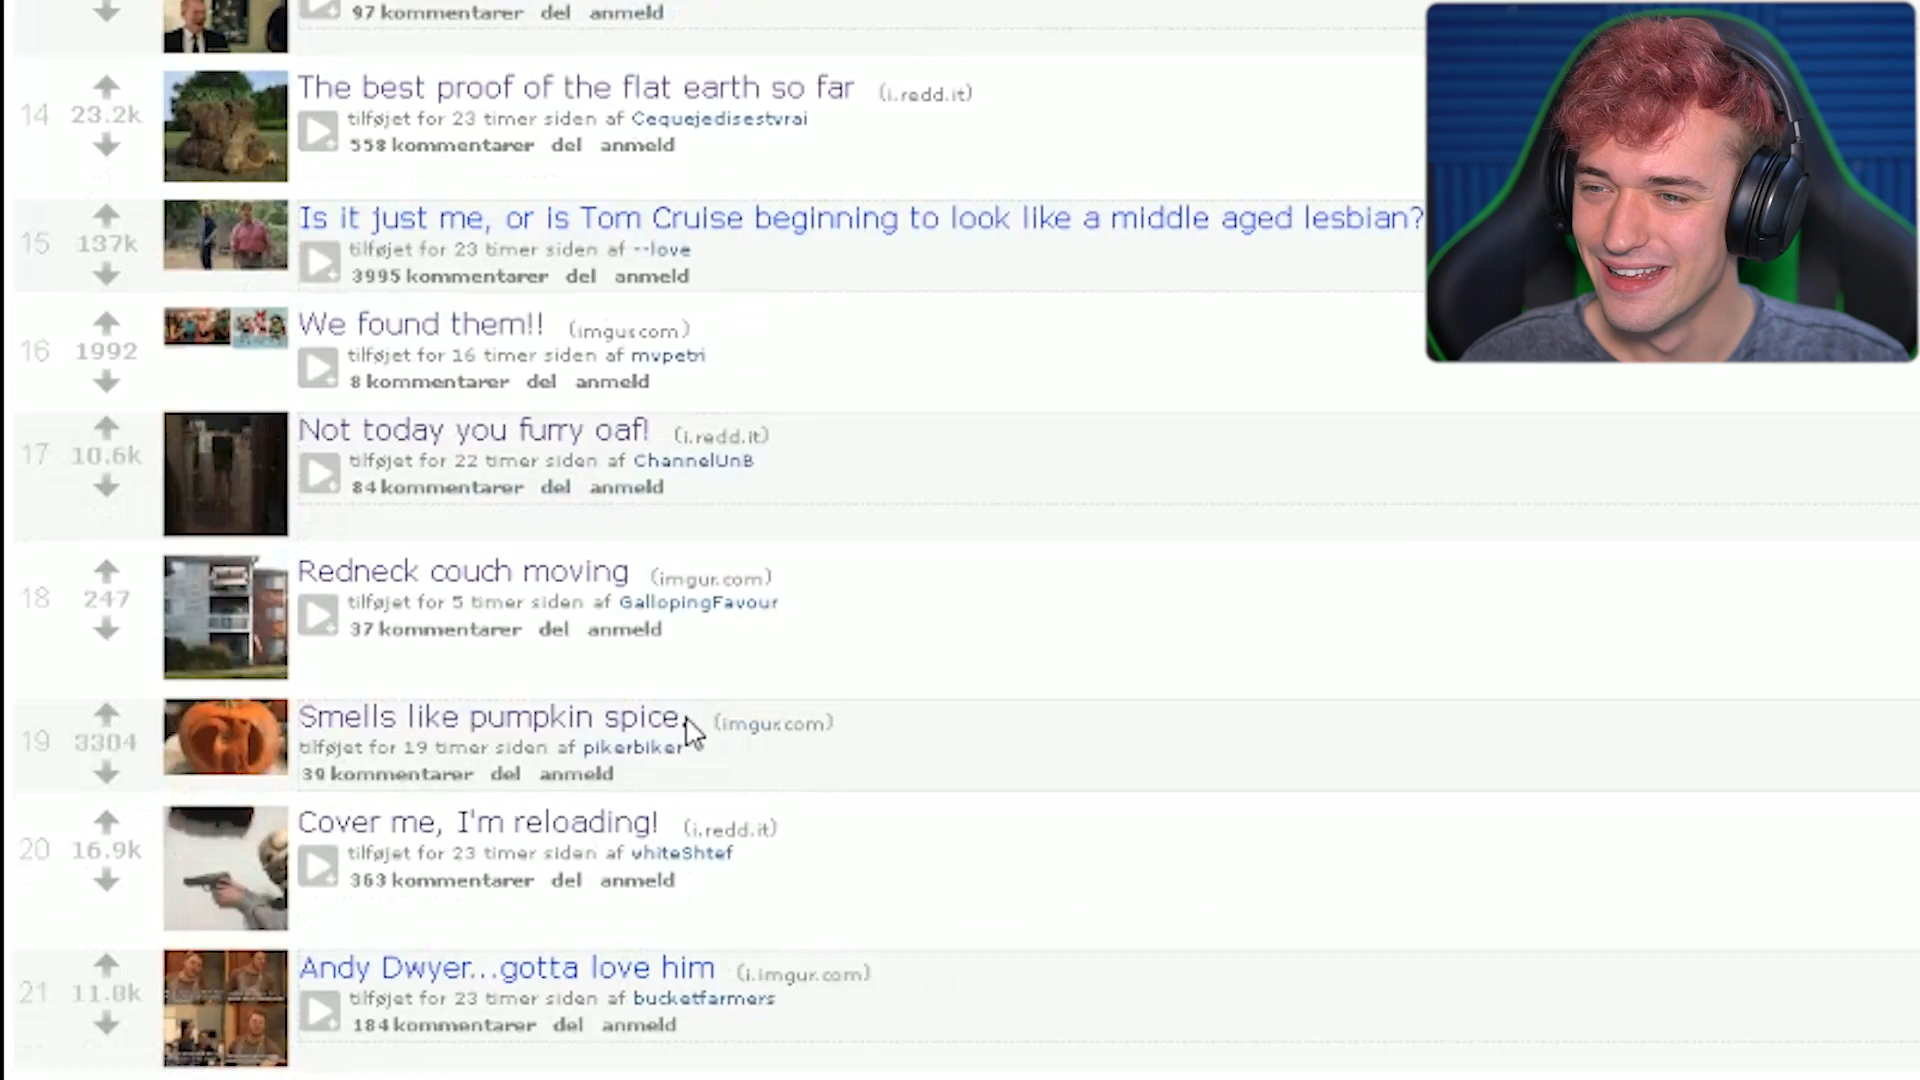 97 kommentarer del anmeld
14 23.2k
The best proof of the flat earth so far (i.redd.it)
tilføjet for 23 timer siden af Cequejedisestvrai
558 kommentarer del anmeld
15 137k
Is it just me, or is Tom Cruise beginning to look like a middle aged lesbian?
tilføjet for 23 timer siden af --love
3995 kommentarer del anmeld
16 1992
We found them!! (imgur.com)
tilføjet for 16 timer siden af mvpetri
8 kommentarer del anmeld
17 10.6k
Not today you furry oaf! (i.redd.it)
tilføjet for 22 timer siden af ChannelUnB
84 kommentarer del anmeld
18 247
Redneck couch moving (imgur.com)
tilføjet for 5 timer siden af GallopingFavour
37 kommentarer del anmeld
19 3304
Smells like pumpkin spice. (imgur.com)
tilføjet for 19 timer siden af pikerbiker
39 kommentarer del anmeld
20 16.9k
Cover me, I'm reloading! (i.redd.it)
tilføjet for 23 timer siden af whiteShtef
363 kommentarer del anmeld
21 11.8k
Andy Dwyer...gotta love him (i.imgur.com)
tilføjet for 23 timer siden af bucketfarmers
184 kommentarer del anmeld